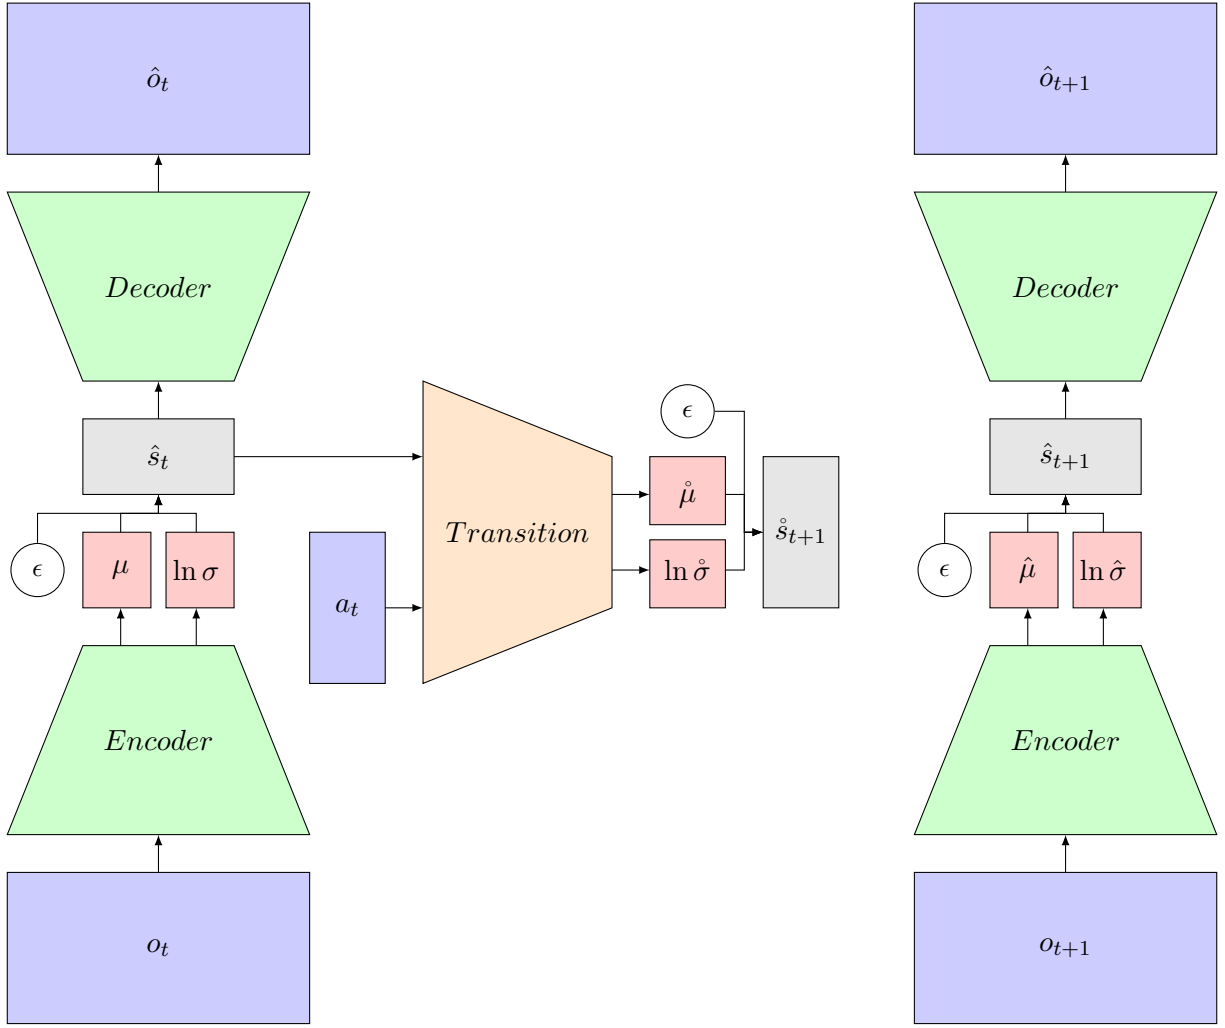 ô_t
ô_{t+1}
Decoder
Decoder
ϵ
ŝ_t
ŝ_{t+1}
μ̊
Transition
s̊_{t+1}
ϵ
μ
ln σ
ln σ̊
ϵ
μ̂
ln σ̂
a_t
Encoder
Encoder
o_t
o_{t+1}